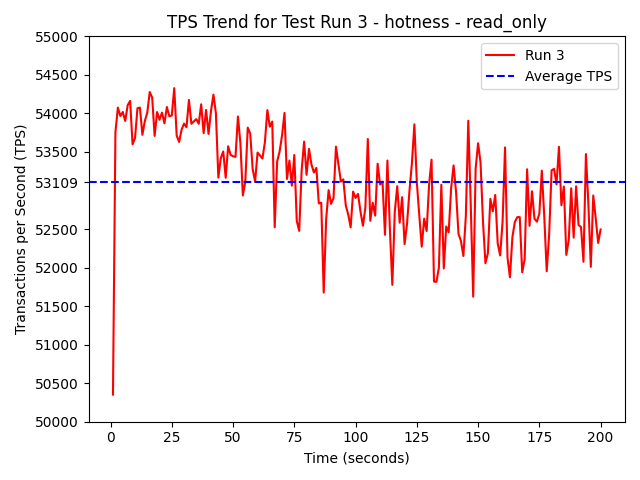 TPS Trend for Test Run 3 - hotness - read_only
Run 3
Average TPS
Transactions per Second (TPS)
55000
54500
54000
53500
53109
52500
52000
51500
51000
50500
50000
0 25 50 75 100 125 150 175 200
Time (seconds)